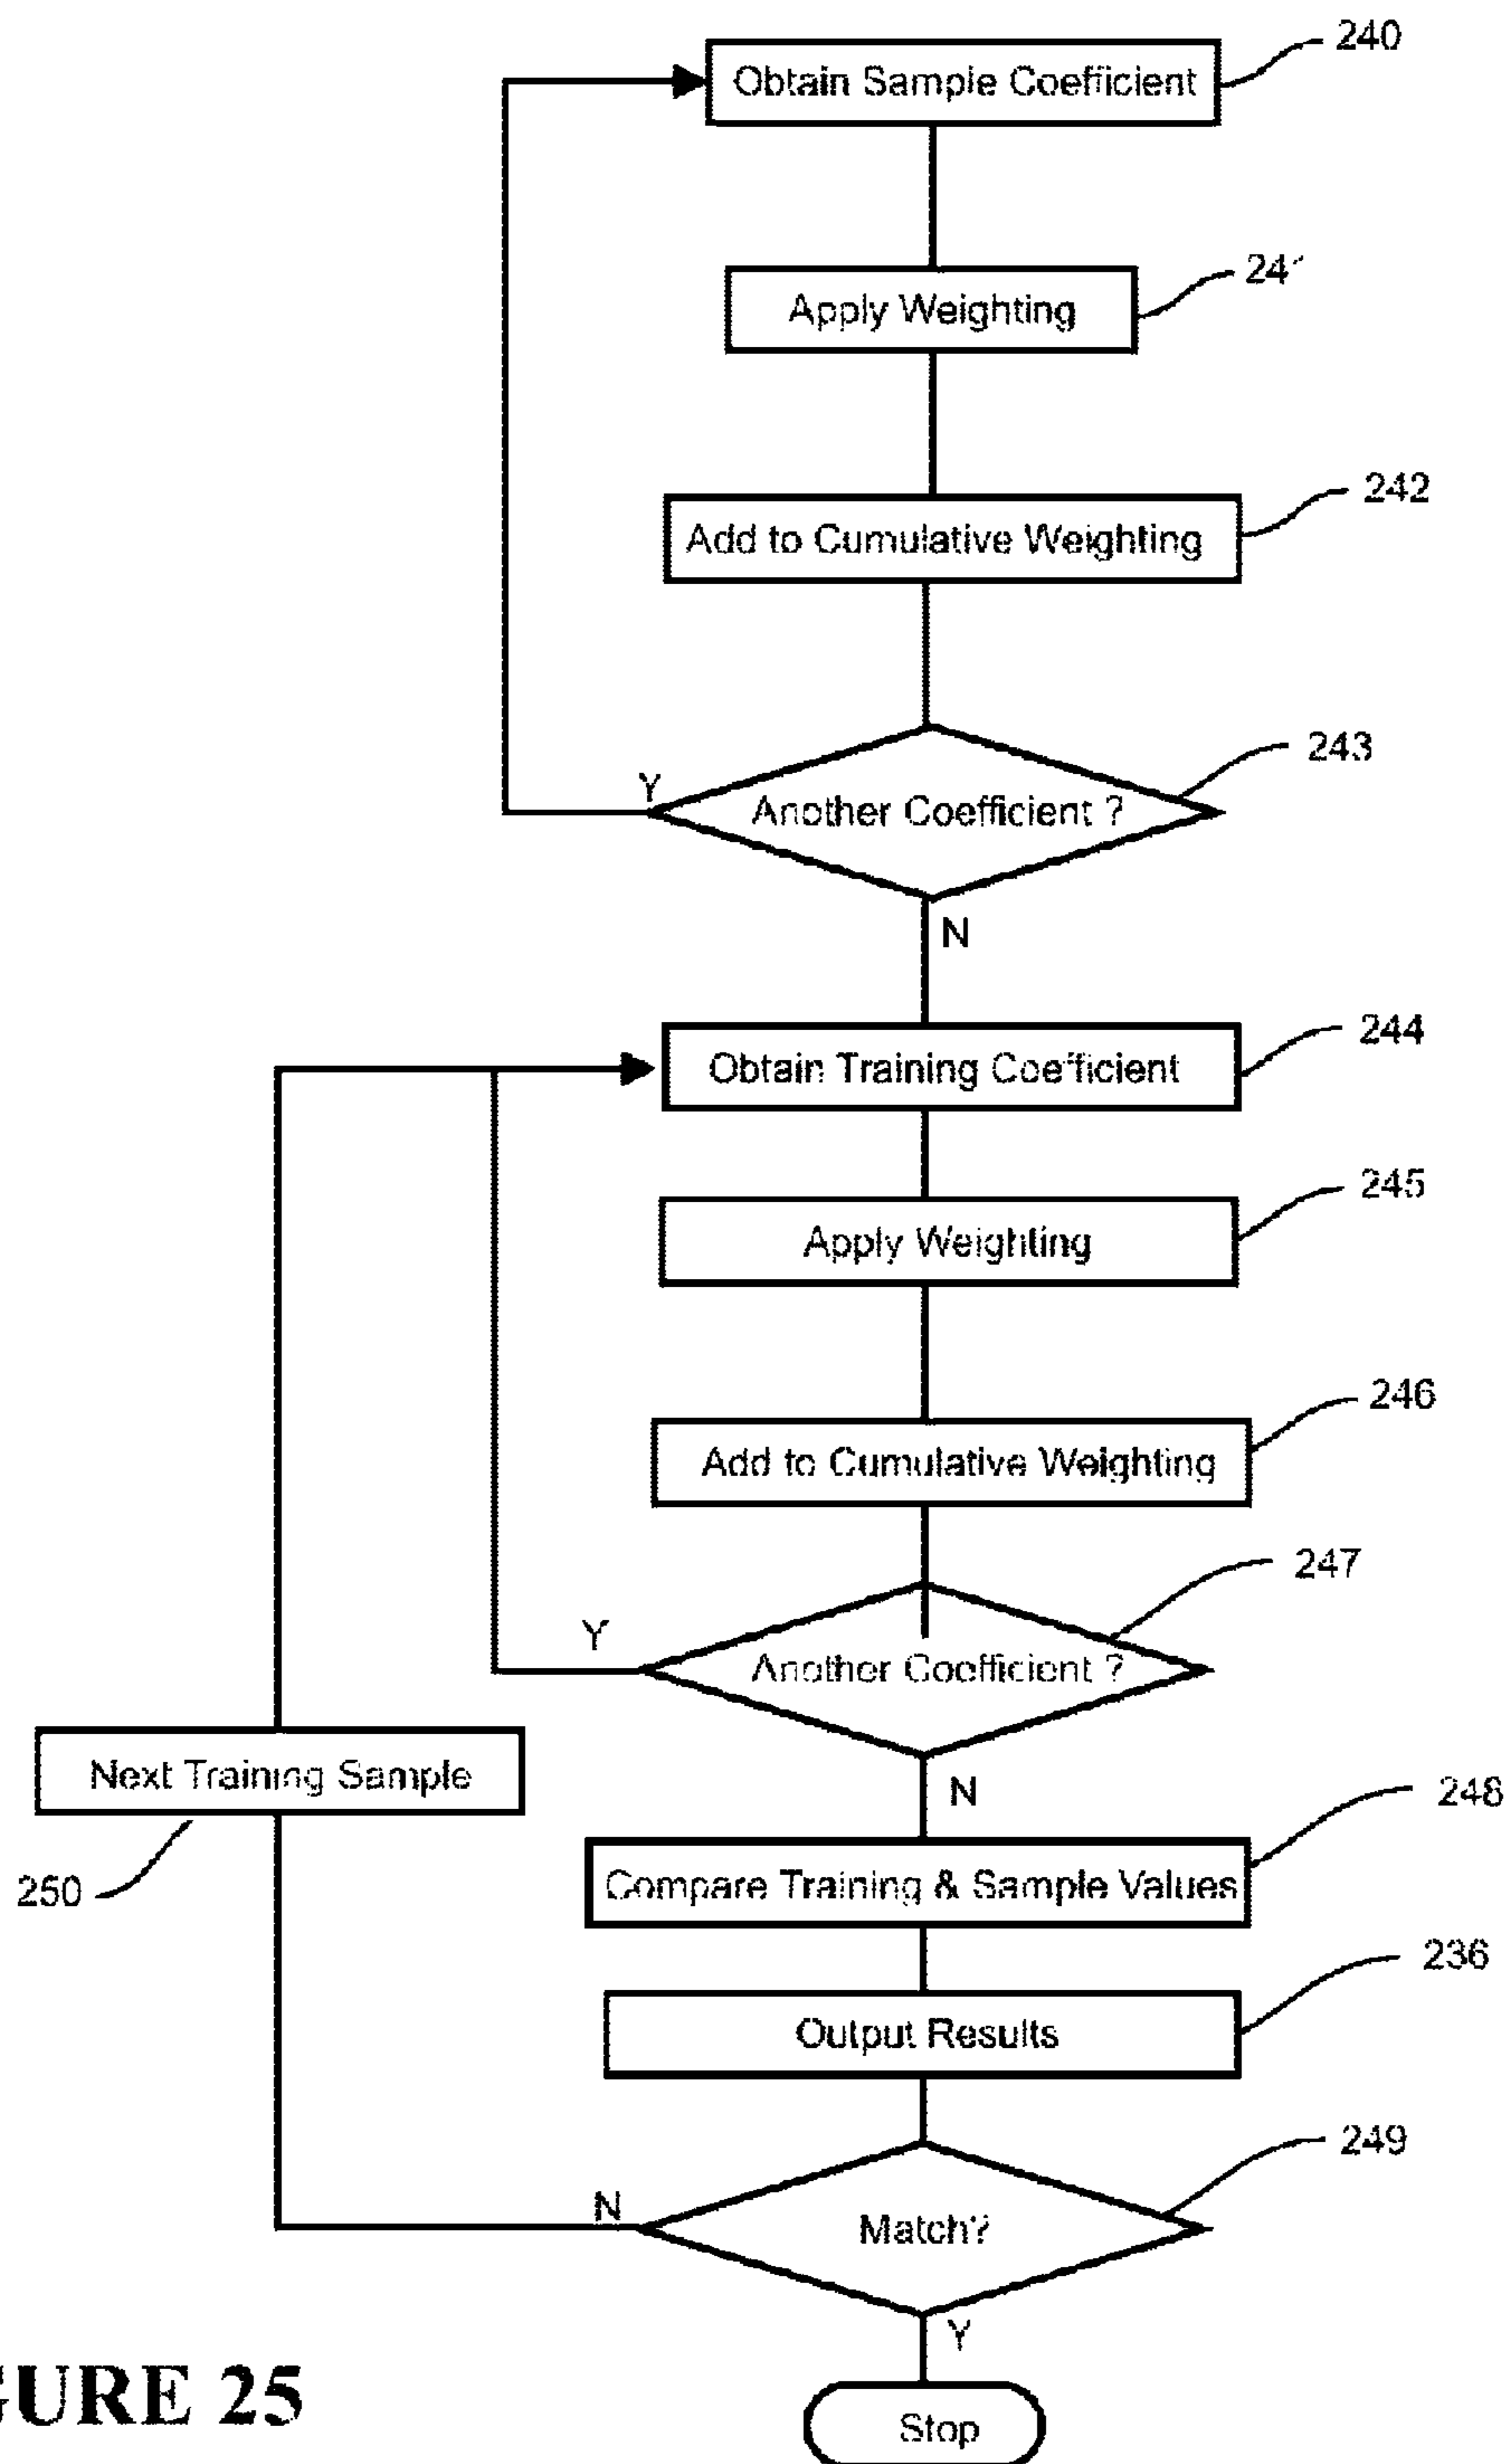 240
Obtain Sample Coefficient
Apply Weighting
242
Add to Cumulative Weighting
243
Y
Another Coefficient ?
N
244
Obtain Training Coefficient
245
Apply Weighting
246
Add to Cumulative Weighting
247
Y
Another Coefficient ?
Next Training Sample
N
248
250
Compare Training & Sample Values
236
Output Results
249
N
Match?
Y
GURE 25
Stop